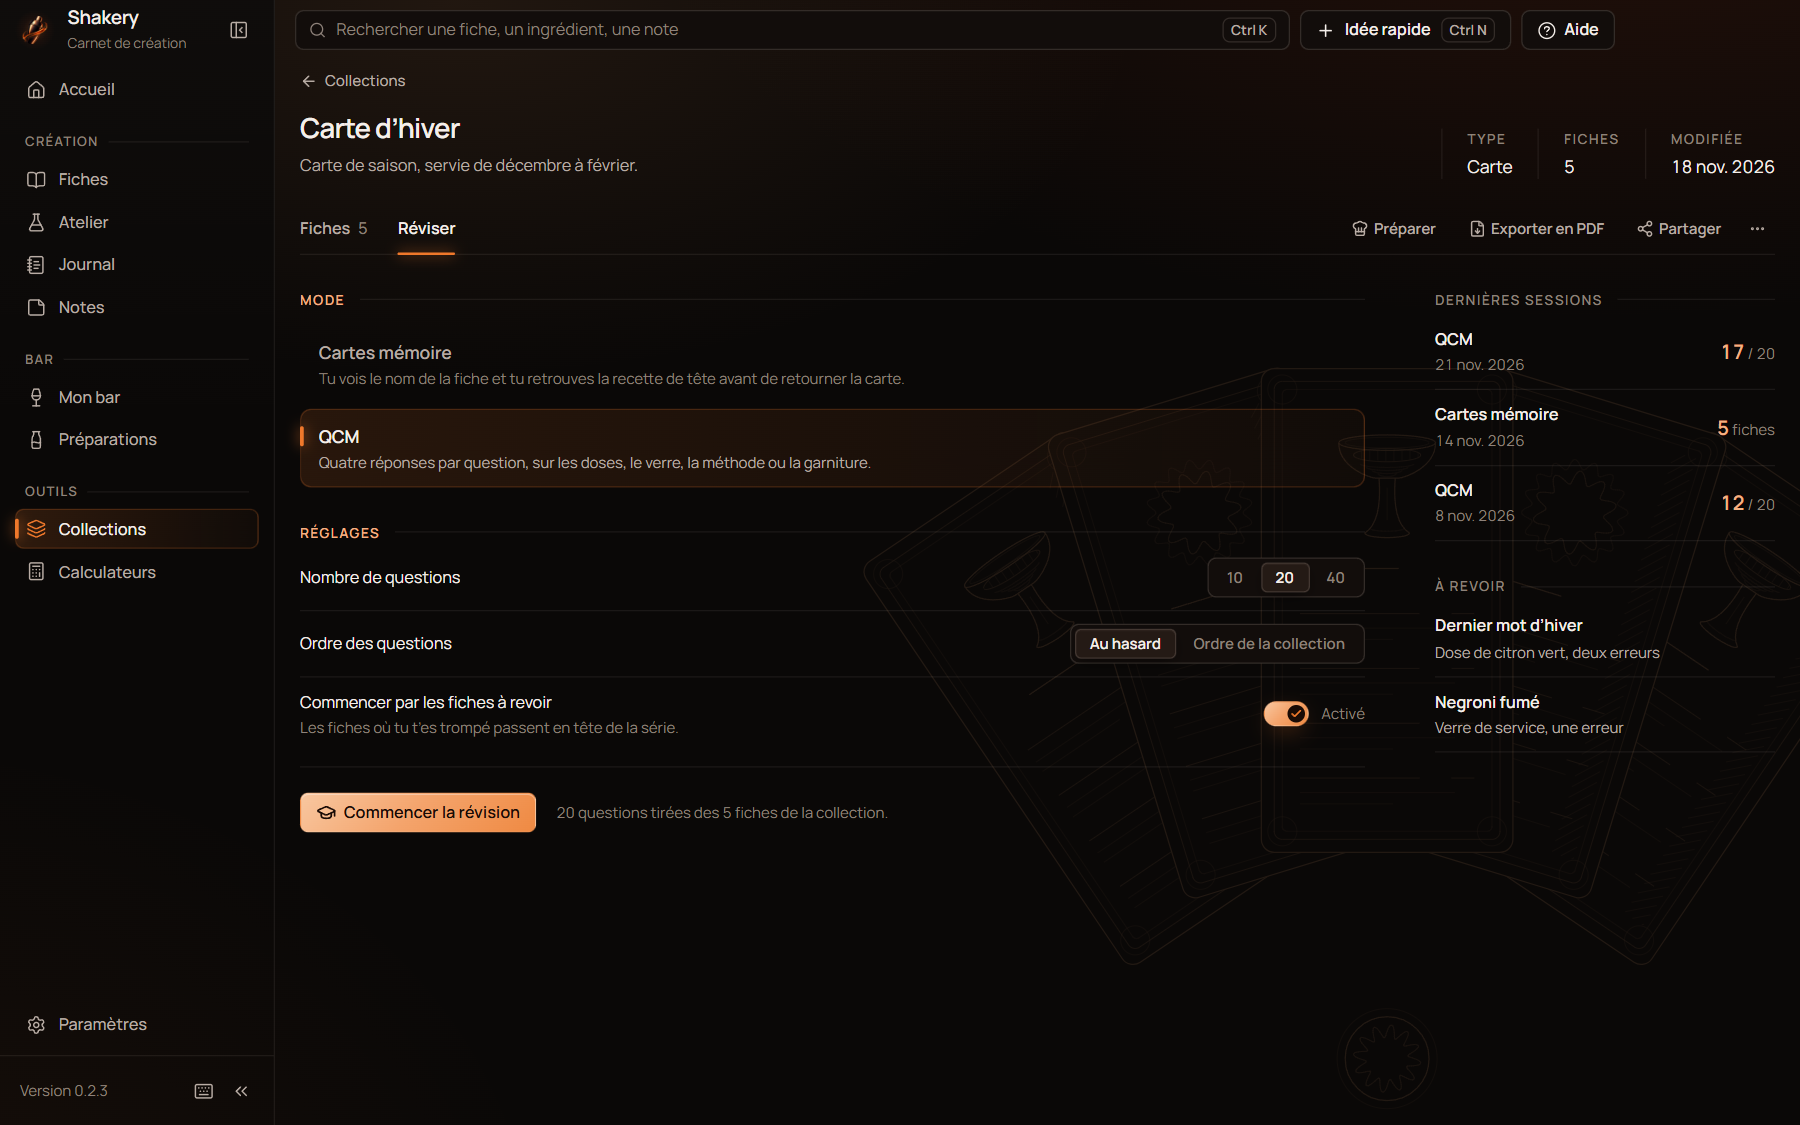 Shakery
Carnet de création
Accueil
CRÉATION
Fiches
Atelier
Journal
Notes
BAR
Mon bar
Préparations
OUTILS
Collections
Calculateurs
Paramètres
Version 0.2.3
Rechercher une fiche, un ingrédient, une note
Ctrl K
Idée rapide
Ctrl N
Aide
Collections
Carte d’hiver
Carte de saison, servie de décembre à février.
TYPE
Carte
FICHES
5
MODIFIÉE
18 nov. 2026
Fiches 5
Réviser
Préparer
Exporter en PDF
Partager
MODE
Cartes mémoire
Tu vois le nom de la fiche et tu retrouves la recette de tête avant de retourner la carte.
QCM
Quatre réponses par question, sur les doses, le verre, la méthode ou la garniture.
RÉGLAGES
Nombre de questions
10 20 40
Ordre des questions
Au hasard Ordre de la collection
Commencer par les fiches à revoir
Les fiches où tu t’es trompé passent en tête de la série.
Activé
Commencer la révision
20 questions tirées des 5 fiches de la collection.
DERNIÈRES SESSIONS
QCM
21 nov. 2026
17 / 20
Cartes mémoire
14 nov. 2026
5 fiches
QCM
8 nov. 2026
12 / 20
À REVOIR
Dernier mot d’hiver
Dose de citron vert, deux erreurs
Negroni fumé
Verre de service, une erreur